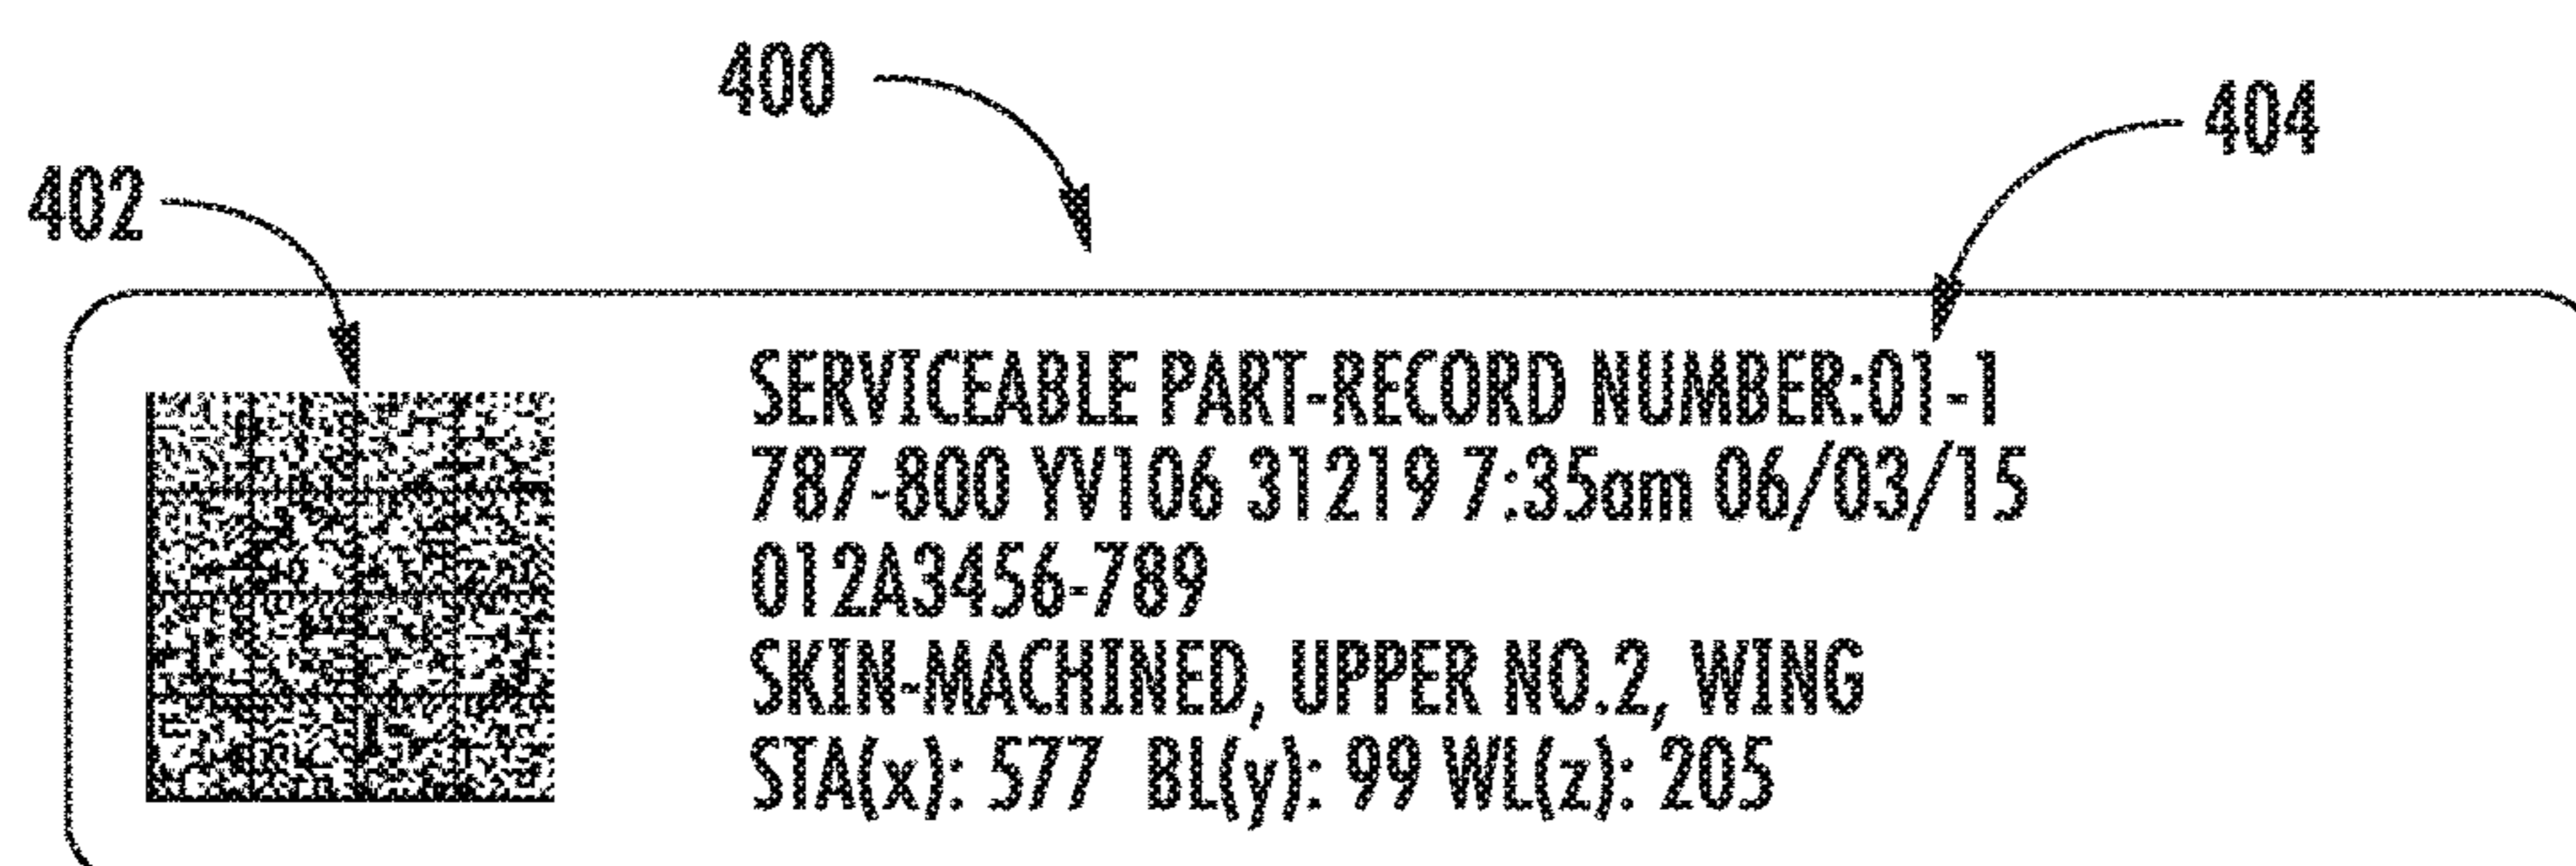 400
404
402
SERVICEABLE PART-RECORD NUMBER:01-1
787-800 YV106 31219 7:35am 06/03/15
012A3456-789
SKIN-MACHINED, UPPER NO.2, WING
STA(x): 577 BL(y): 99 WL(z): 205